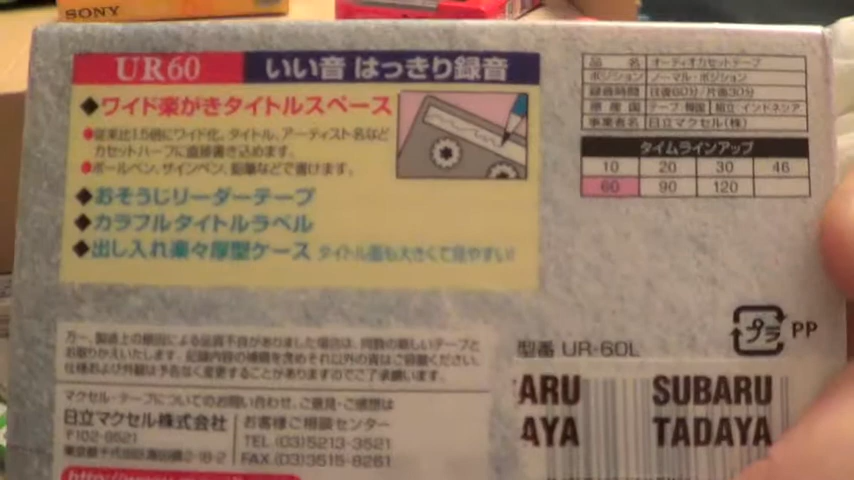 SONY
UR60 いい音 はっきり録音
◆ワイド楽がきタイトルスペース
●従来比1.5倍にワイド化、タイトル、アーティスト名など
カセットハーフに直接書き込めます。
●ボールペン、サインペン、鉛筆などで書けます。
◆おそうじリーダーテープ
◆カラフルタイトルラベル
◆出し入れ楽々厚型ケース タイトル面も大きくて見やすい!
品名 オーディオカセットテープ
ポジション ノーマル・ポジション
録音時間 往復60分/片道30分
原産国 テープ:韓国 組立:インドネシア
事業者名 日立マクセル(株)
タイムラインアップ
10 20 30 46
60 90 120
プラ PP
型番 UR-60L
万一、製造上の原因による品質不良がありました場合は、同数の新しいテープと
お取りかえいたします。記録内容の補償を含めそれ以外の責はご容赦ください。
仕様および外観は予告なく変更することがありますのでご了承願います。
マクセル・テープについてのお問い合わせ、ご意見・ご感想は
日立マクセル株式会社
〒102-8521
東京都千代田区飯田橋2-18-2
お客様ご相談センター
TEL.(03)5213-3521
FAX.(03)3515-8261
ARU SUBARU
AYA TADAYA